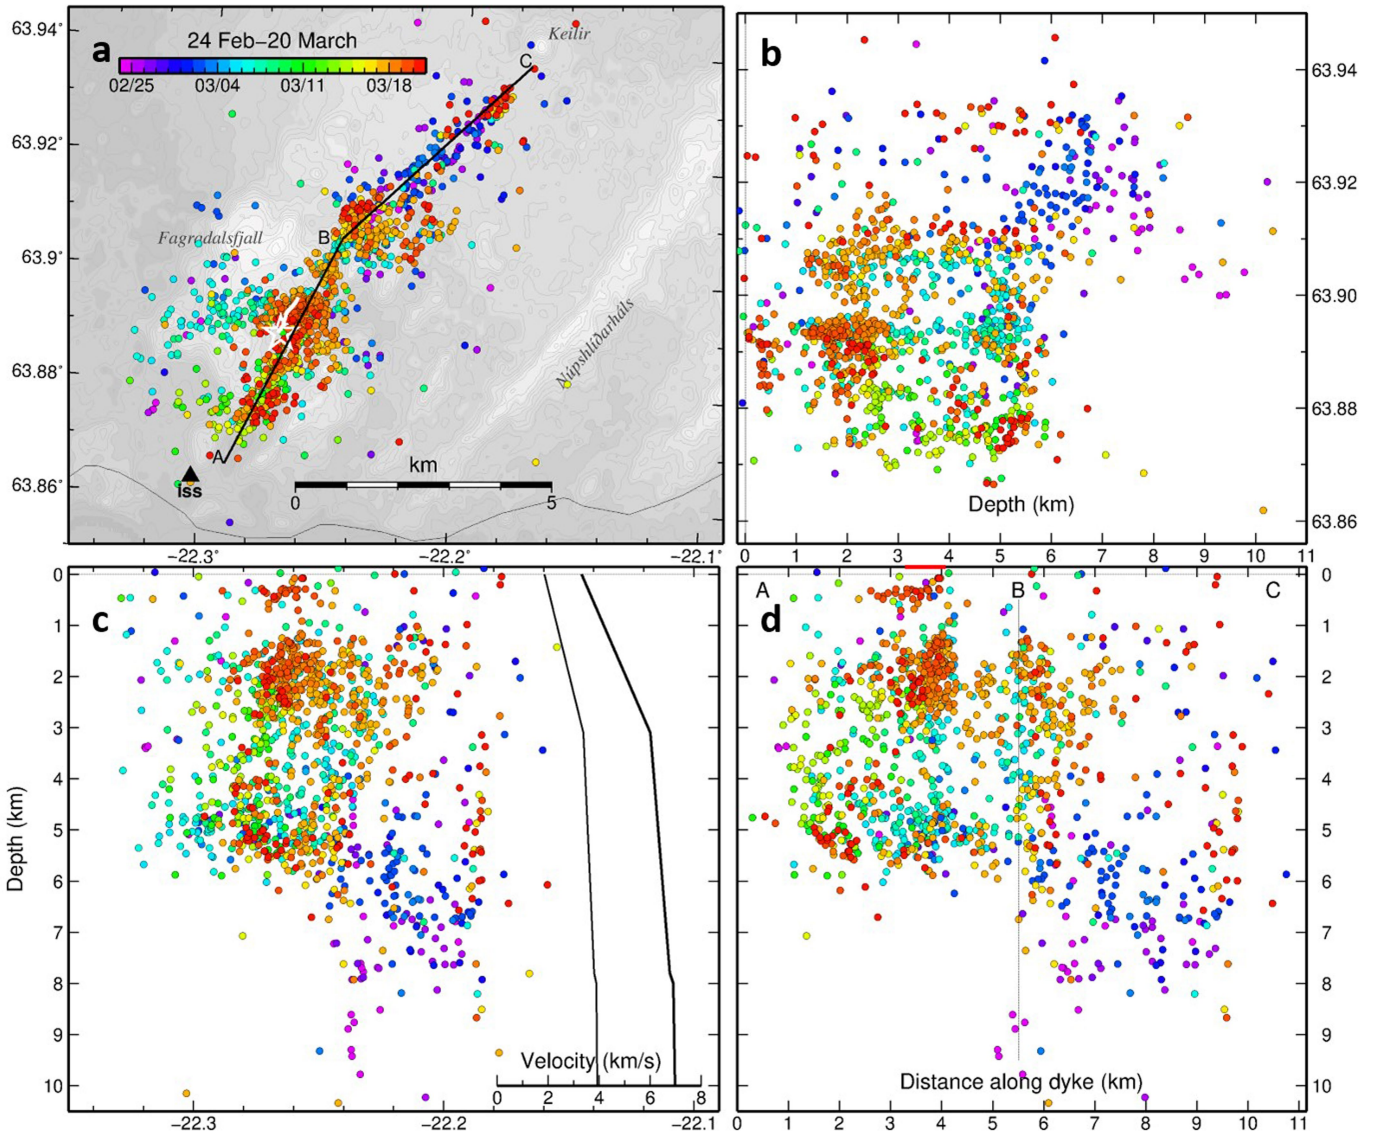 a
24 Feb–20 March
02/25 03/04 03/11 03/18
Keilir
C
B
A
Fagradalsfjall
Núpshlíðarháls
iss
km
0 5
63.94°
63.92°
63.9°
63.88°
63.86°
−22.3° −22.2° −22.1°
b
63.94
63.92
63.90
63.88
63.86
Depth (km)
0 1 2 3 4 5 6 7 8 9 10 11
c
0
1
2
3
4
5
6
7
8
9
10
Depth (km)
Velocity (km/s)
0 2 4 6 8
−22.3 −22.2 −22.1
d
A B C
0
1
2
3
4
5
6
7
8
9
10
Distance along dyke (km)
0 1 2 3 4 5 6 7 8 9 10 11